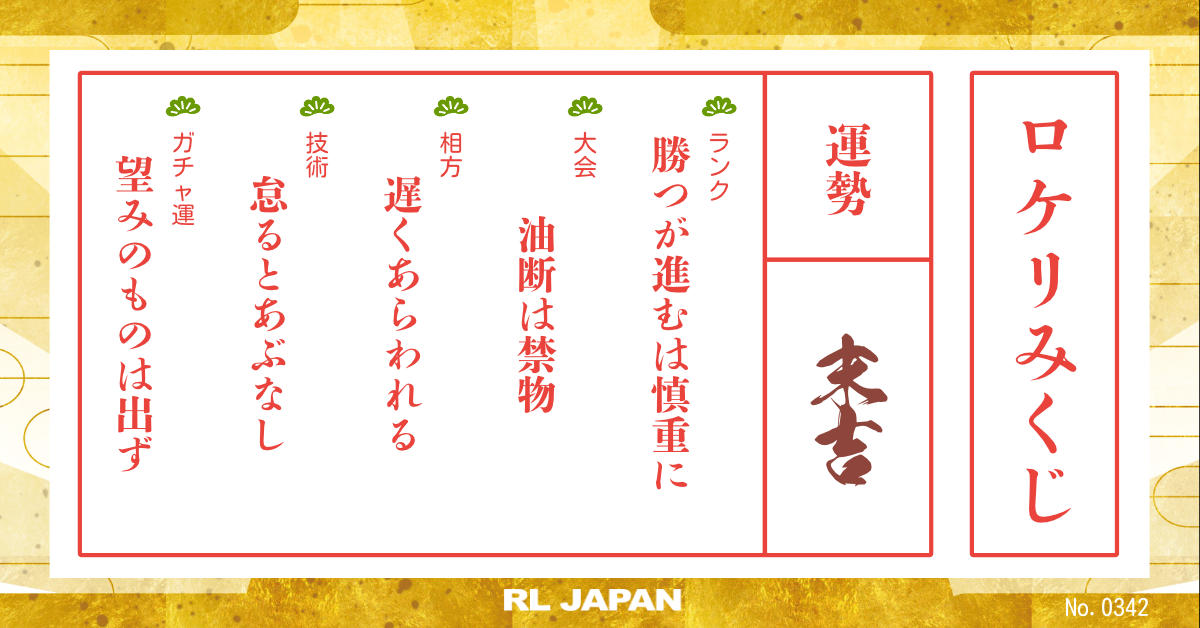 ロケリみくじ
運勢
末吉
ランク
勝つが進むは慎重に
大会
油断は禁物
相方
遅くあらわれる
技術
怠るとあぶなし
ガチャ運
望みのものは出ず
RL JAPAN
No. 0342